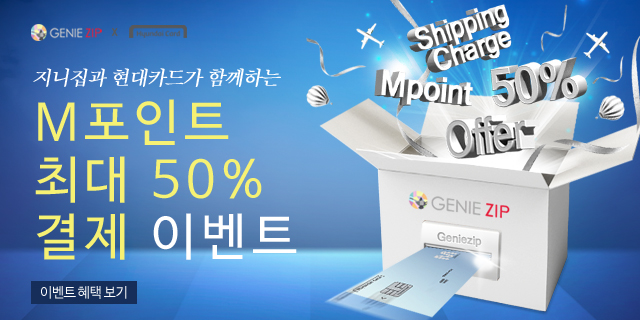 GENIE ZIP
지니집과 현대카드가 함께하는
M포인트
최대 50%
결제 이벤트
이벤트 혜택 보기
Shipping
Charge
Mpoint 50%
Offer
GENIE ZIP
Geniezip